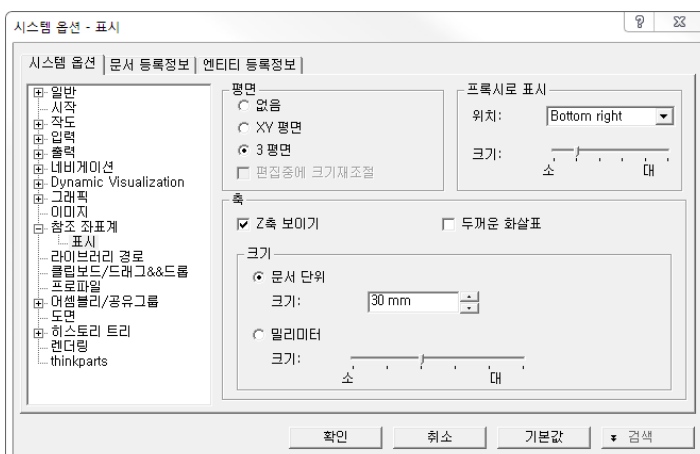 시스템 옵션 - 표시
시스템 옵션
문서 등록정보
엔티티 등록정보
일반
시작
작도
입력
출력
네비게이션
Dynamic Visualization
그래픽
이미지
참조 좌표계
표시
라이브러리 경로
클립보드/드래그&&드롭
프로파일
어셈블리/공유그룹
도면
히스토리 트리
렌더링
thinkparts
평면
없음
XY 평면
3 평면
편집중에 크기재조절
프록시로 표시
위치: Bottom right
크기:
소 대
축
Z축 보이기
두꺼운 화살표
크기
문서 단위
크기: 30 mm
밀리미터
크기:
소 대
확인
취소
기본값
검색